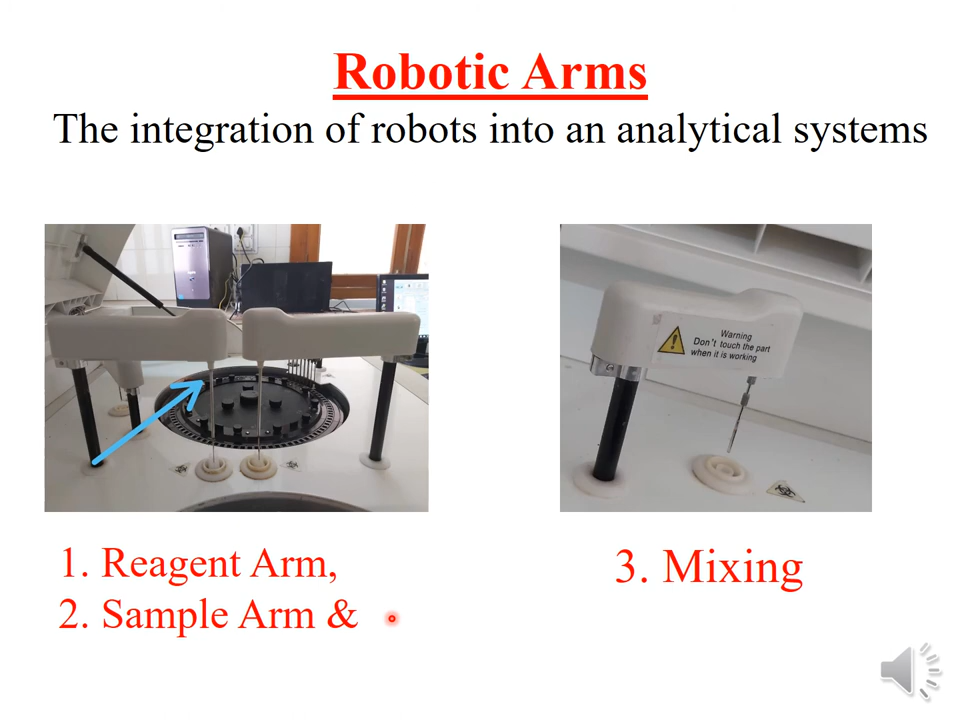 Robotic Arms
The integration of robots into an analytical systems
Warning
Don't touch the part
when it is working
1. Reagent Arm,
2. Sample Arm &
3. Mixing